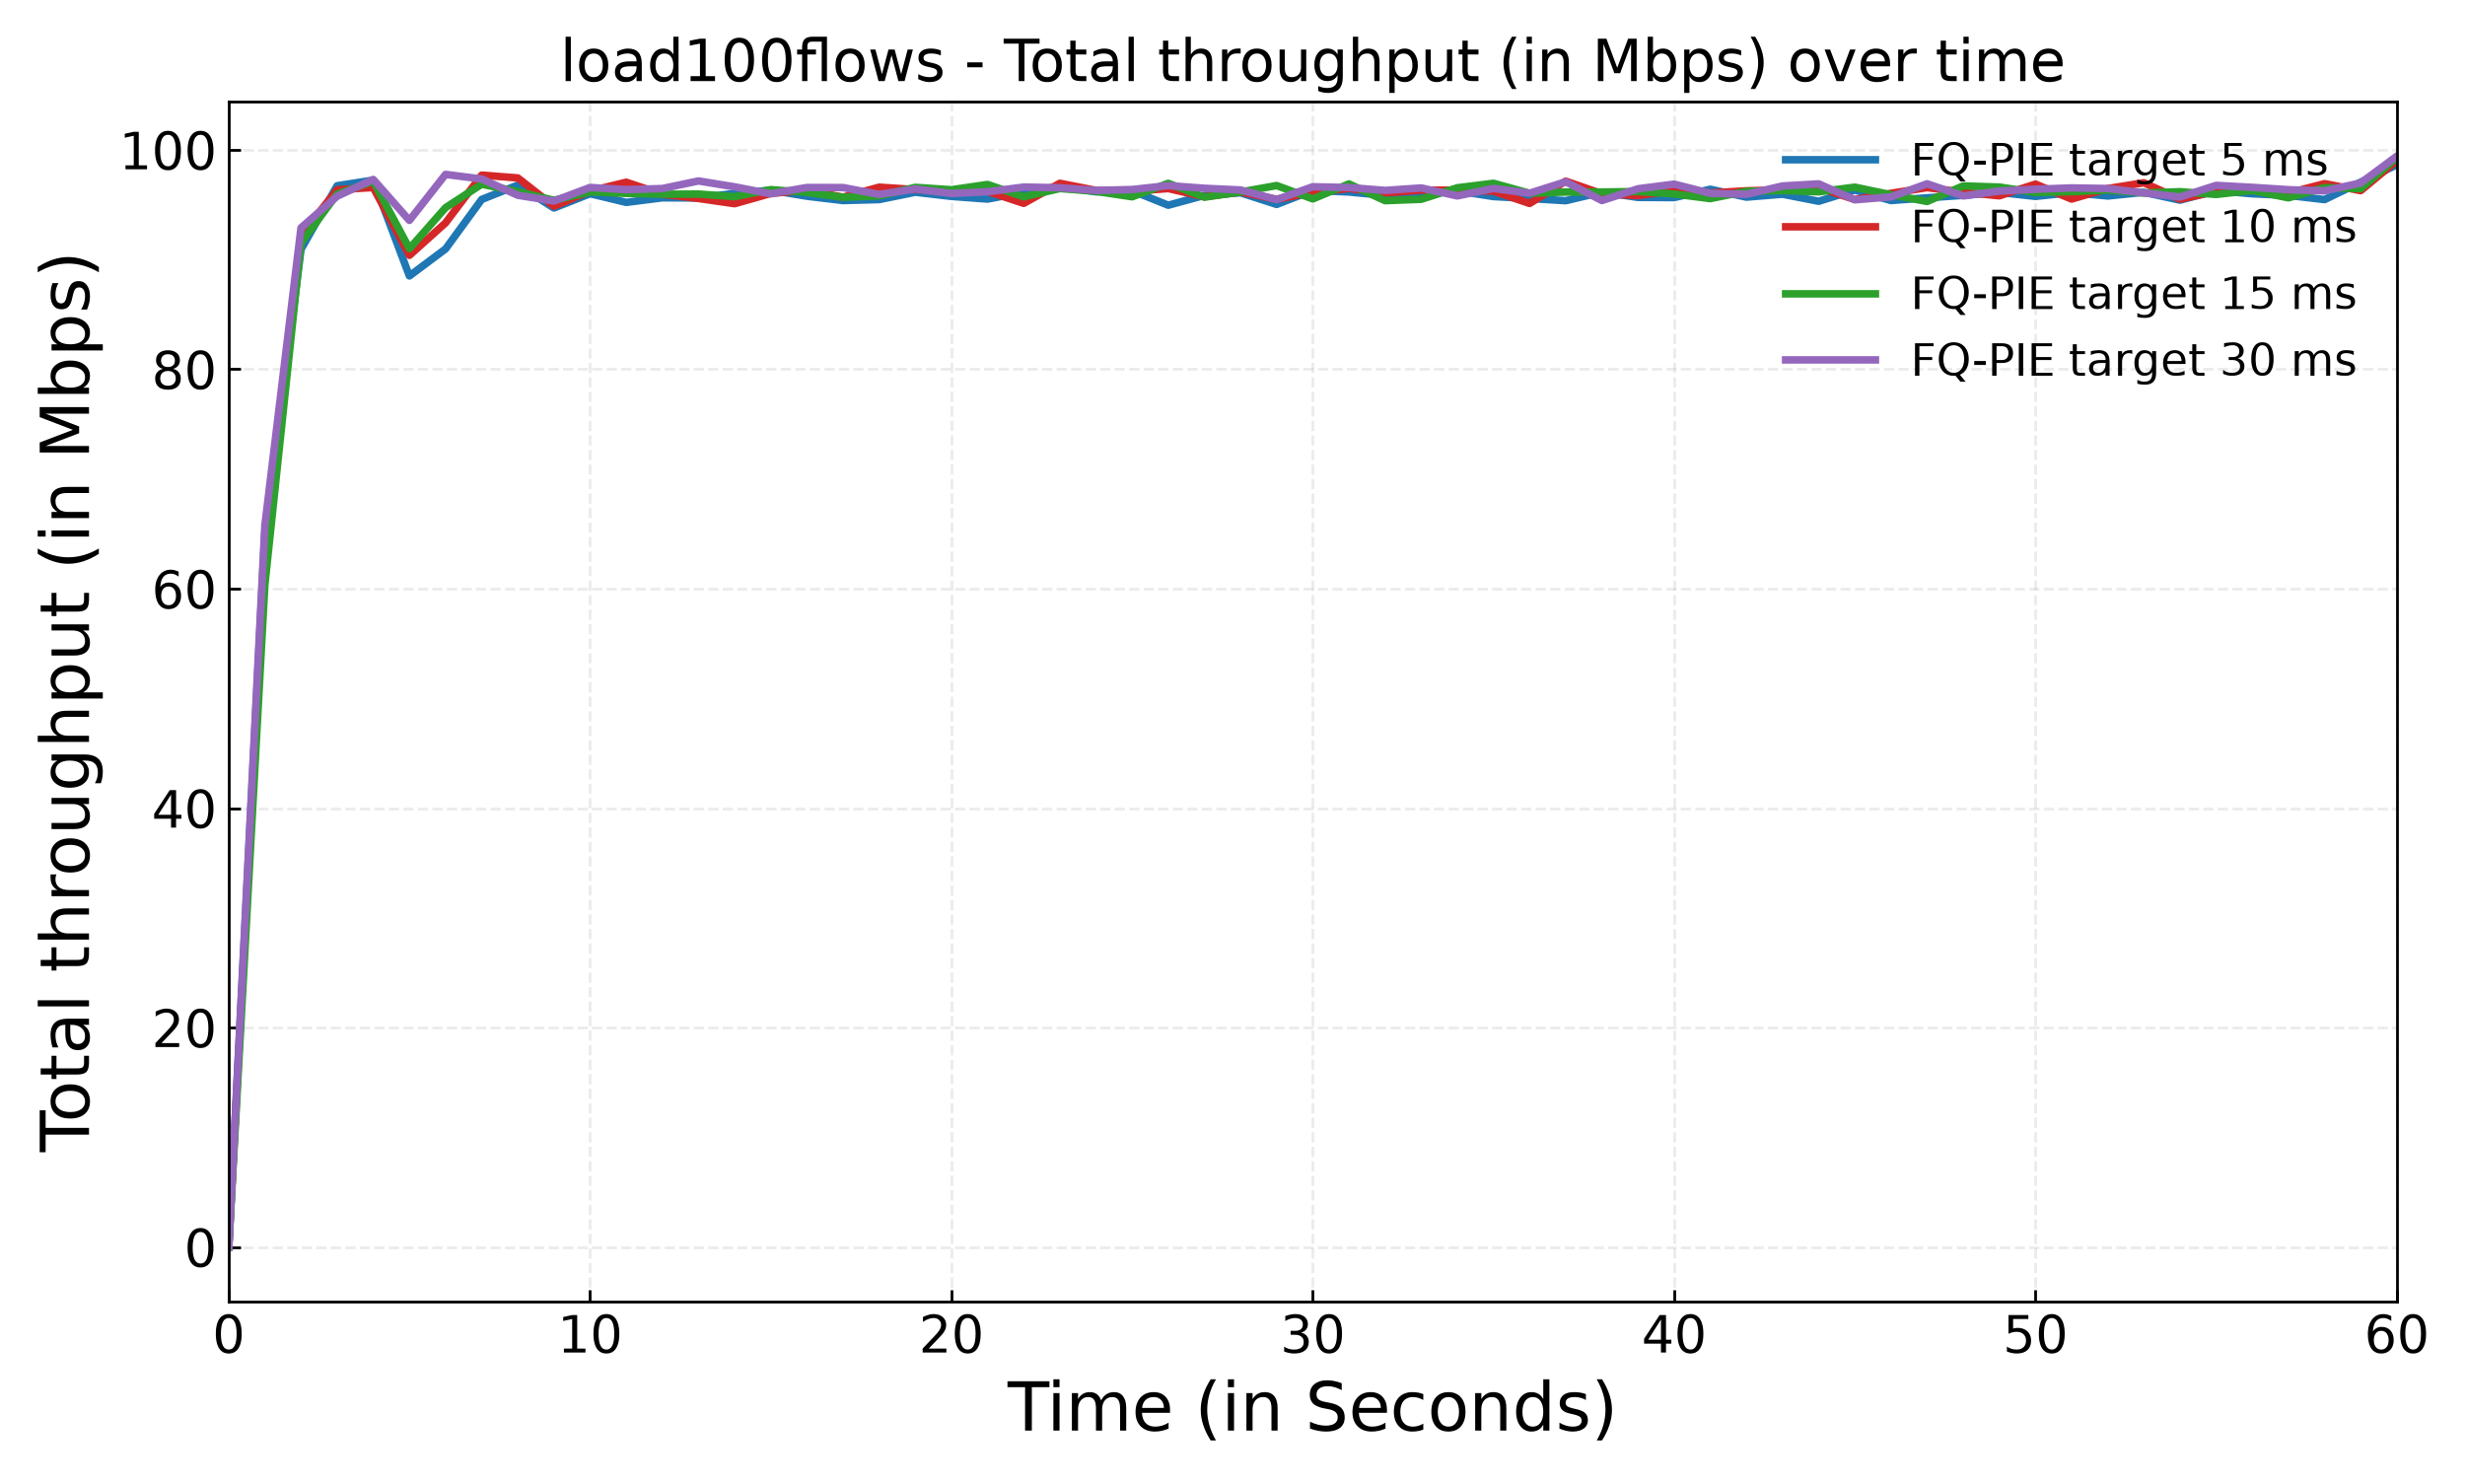 load100flows - Total throughput (in Mbps) over time
Total throughput (in Mbps)
100
80
60
40
20
0
FQ-PIE target 5 ms
FQ-PIE target 10 ms
FQ-PIE target 15 ms
FQ-PIE target 30 ms
0 10 20 30 40 50 60
Time (in Seconds)